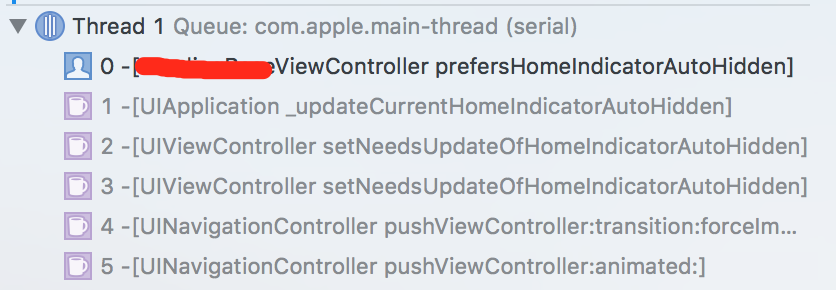 Thread 1 Queue: com.apple.main-thread (serial)
0 -[ViewController prefersHomeIndicatorAutoHidden]
1 -[UIApplication _updateCurrentHomeIndicatorAutoHidden]
2 -[UIViewController setNeedsUpdateOfHomeIndicatorAutoHidden]
3 -[UIViewController setNeedsUpdateOfHomeIndicatorAutoHidden]
4 -[UINavigationController pushViewController:transition:forceIm...
5 -[UINavigationController pushViewController:animated:]